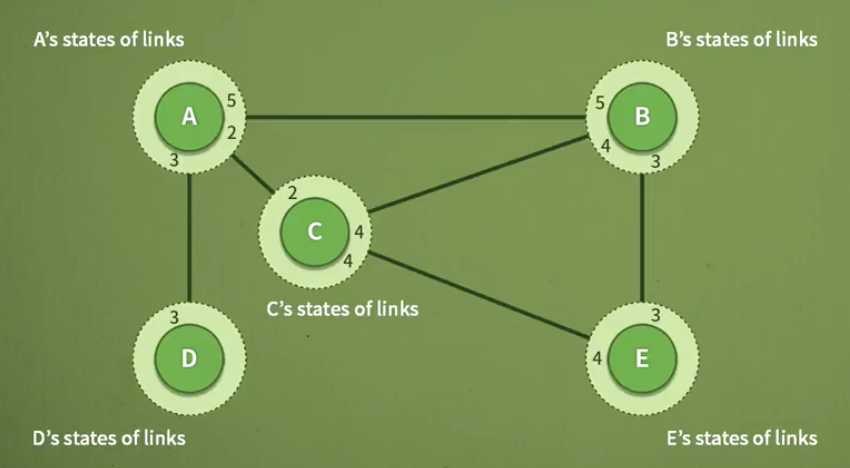 A's states of links
B's states of links
A
5
2
3
5
4
3
B
2
C
4
4
C's states of links
3
D
3
4
E
D's states of links
E's states of links